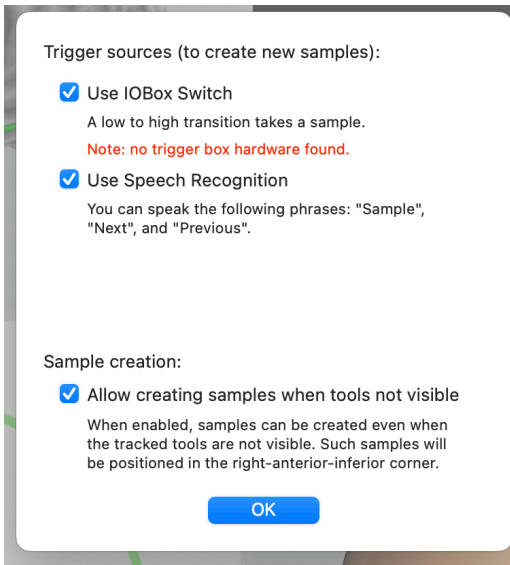 Trigger sources (to create new samples):
Use IOBox Switch
A low to high transition takes a sample.
Note: no trigger box hardware found.
Use Speech Recognition
You can speak the following phrases: "Sample",
"Next", and "Previous".
Sample creation:
Allow creating samples when tools not visible
When enabled, samples can be created even when
the tracked tools are not visible. Such samples will
be positioned in the right-anterior-inferior corner.
OK